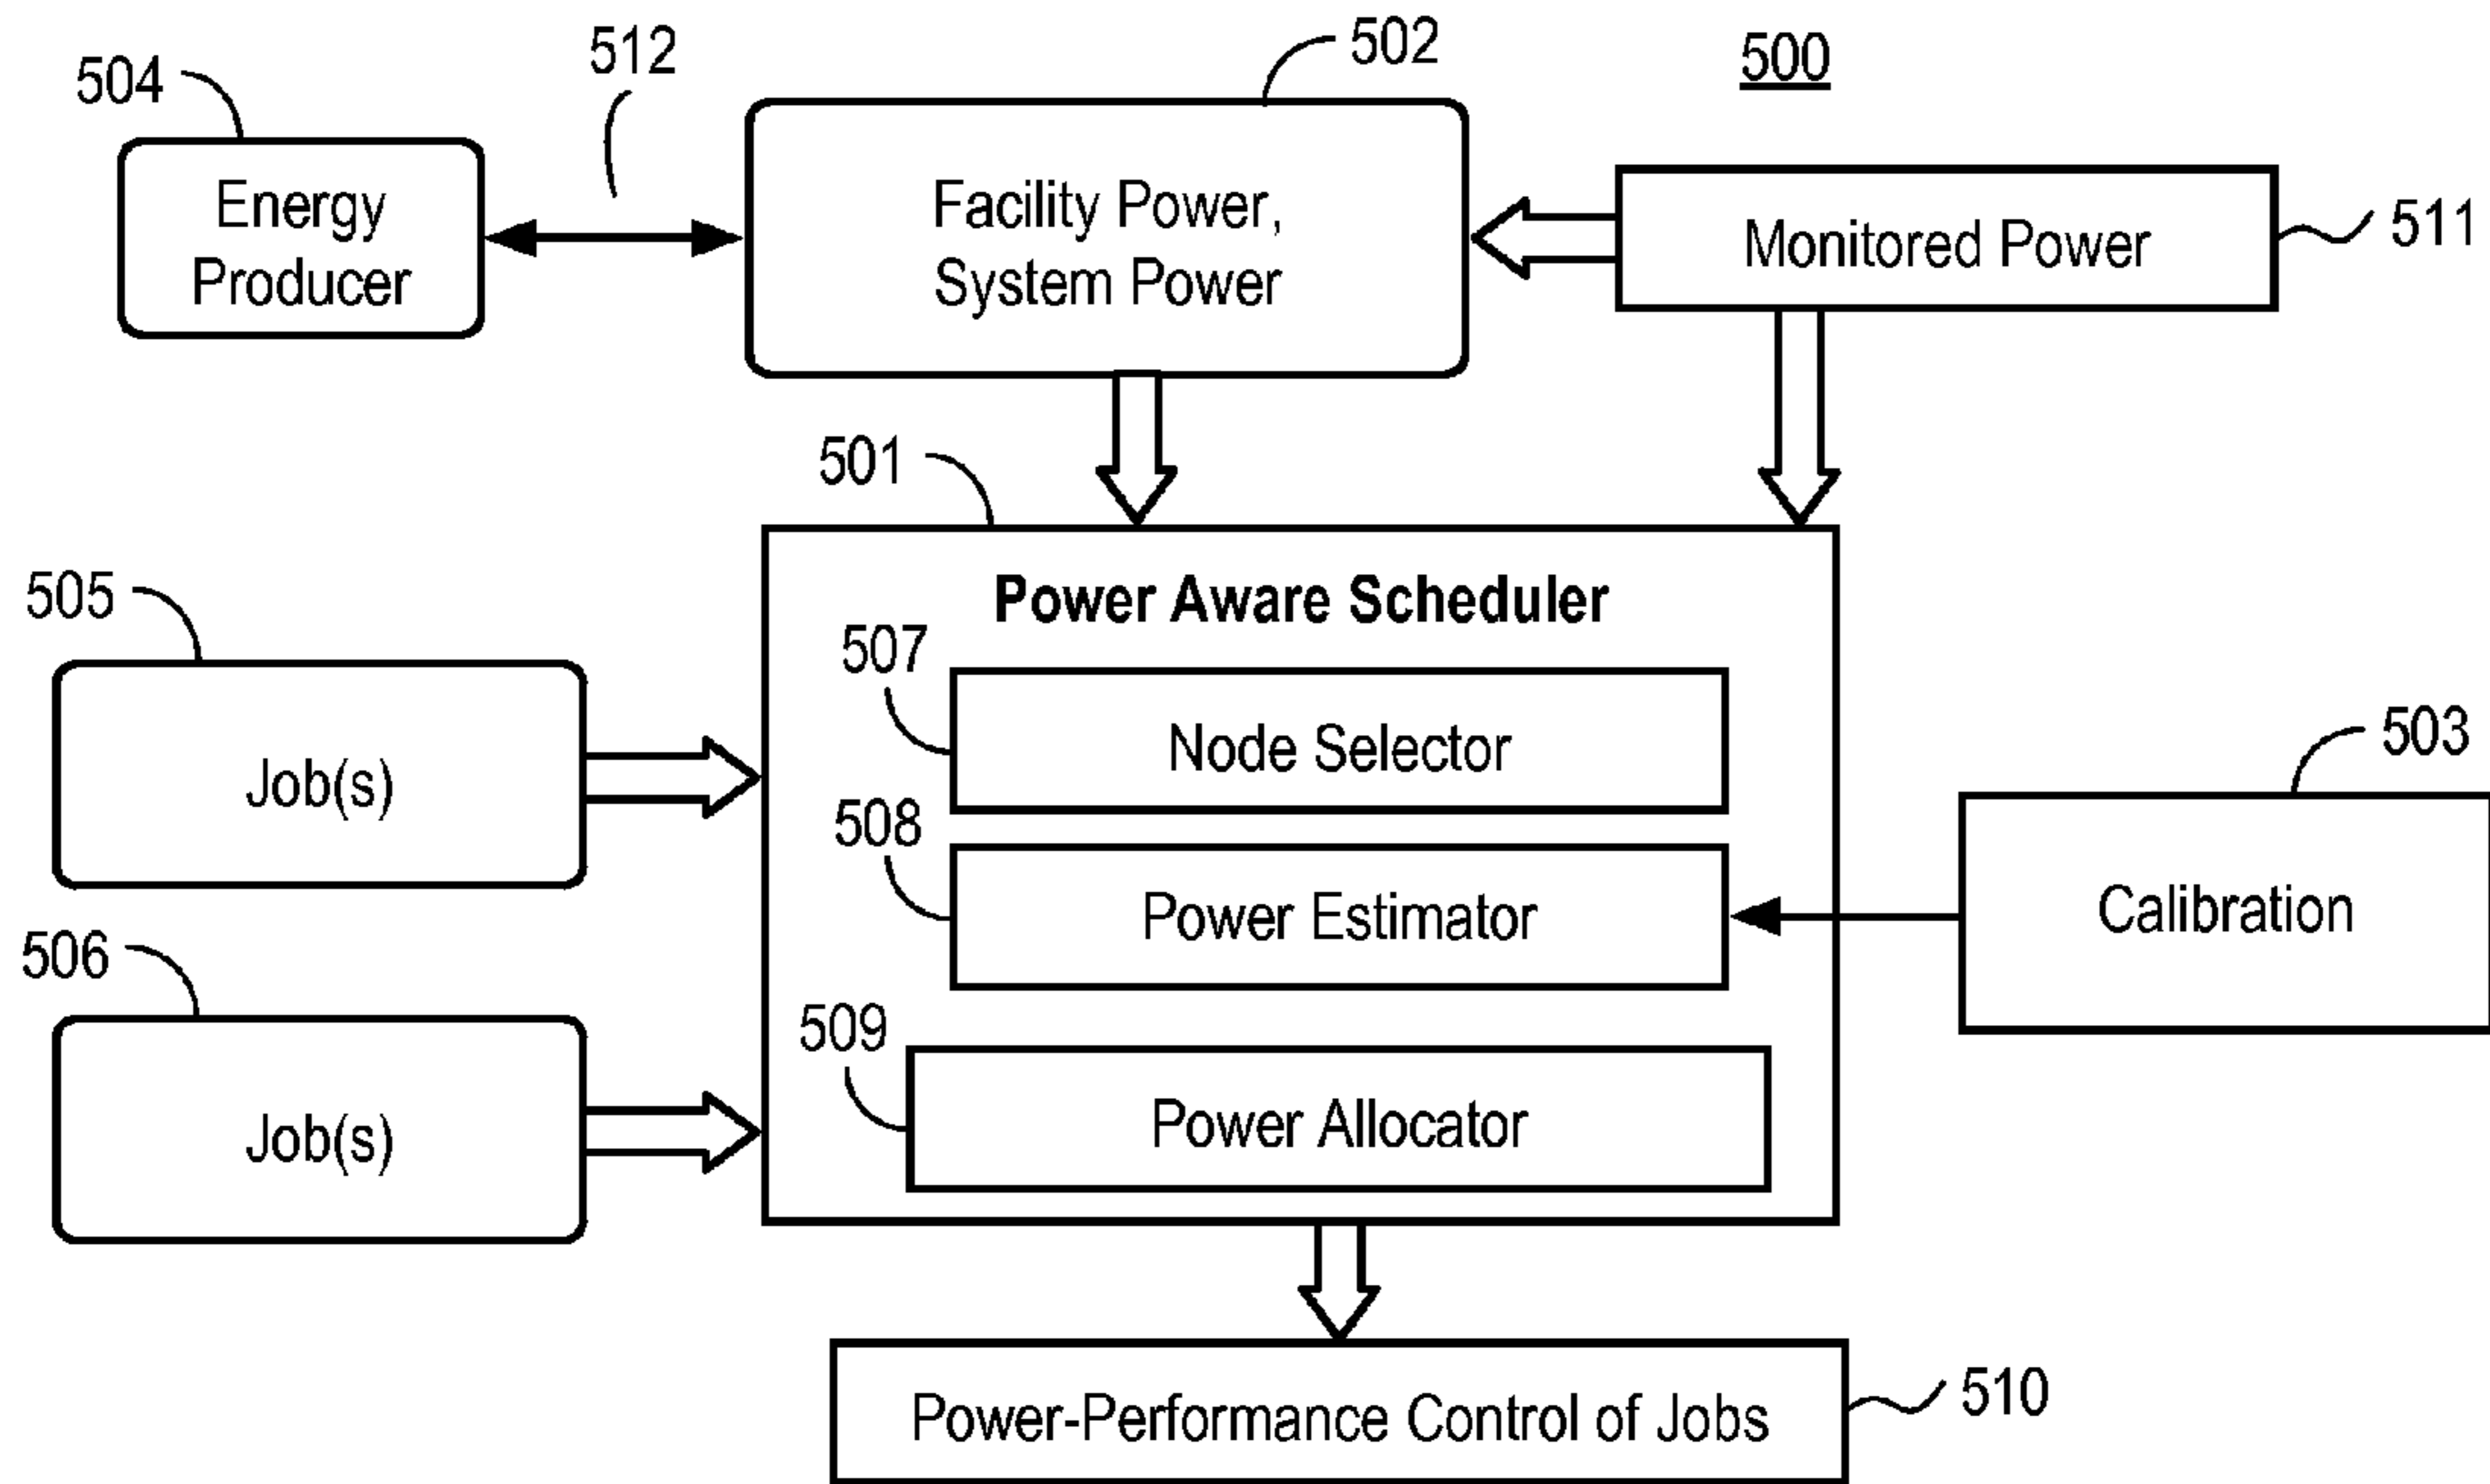 500
502
512
504
Energy
Producer
Facility Power,
System Power
Monitored Power
511
501
Power Aware Scheduler
505
Job(s)
507
Node Selector
503
Calibration
508
Power Estimator
506
Job(s)
509
Power Allocator
Power-Performance Control of Jobs
510